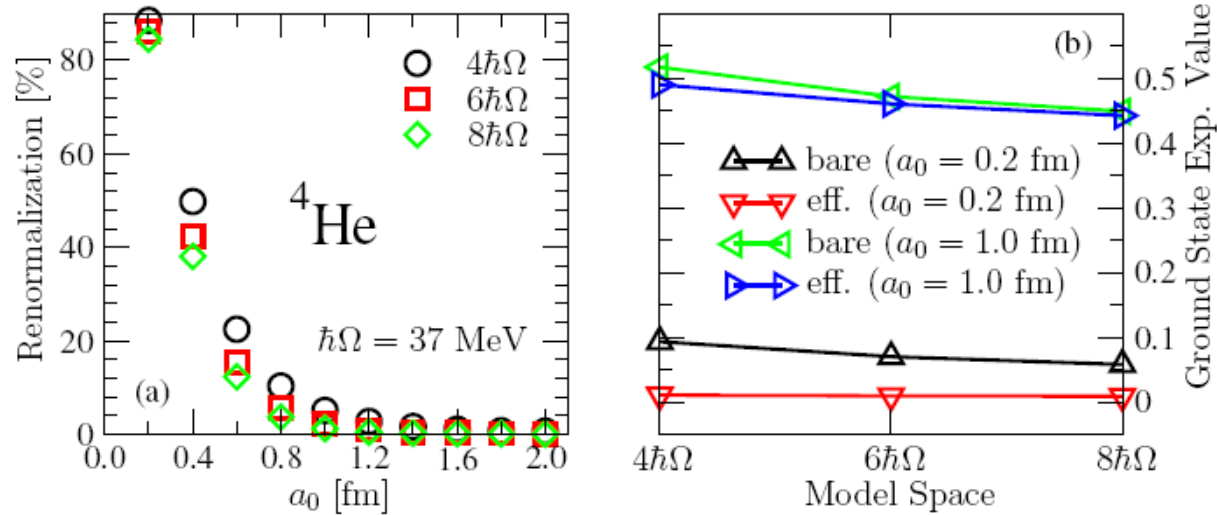 Renormalization [%]
80
60
40
20
0
4ħΩ
6ħΩ
8ħΩ
⁴He
ħΩ = 37 MeV
(a)
0.0 0.4 0.8 1.2 1.6 2.0
a₀ [fm]
(b)
bare (a₀ = 0.2 fm)
eff. (a₀ = 0.2 fm)
bare (a₀ = 1.0 fm)
eff. (a₀ = 1.0 fm)
0.5
0.4
0.3
0.2
0.1
0
Ground State Exp. Value
4ħΩ 6ħΩ 8ħΩ
Model Space